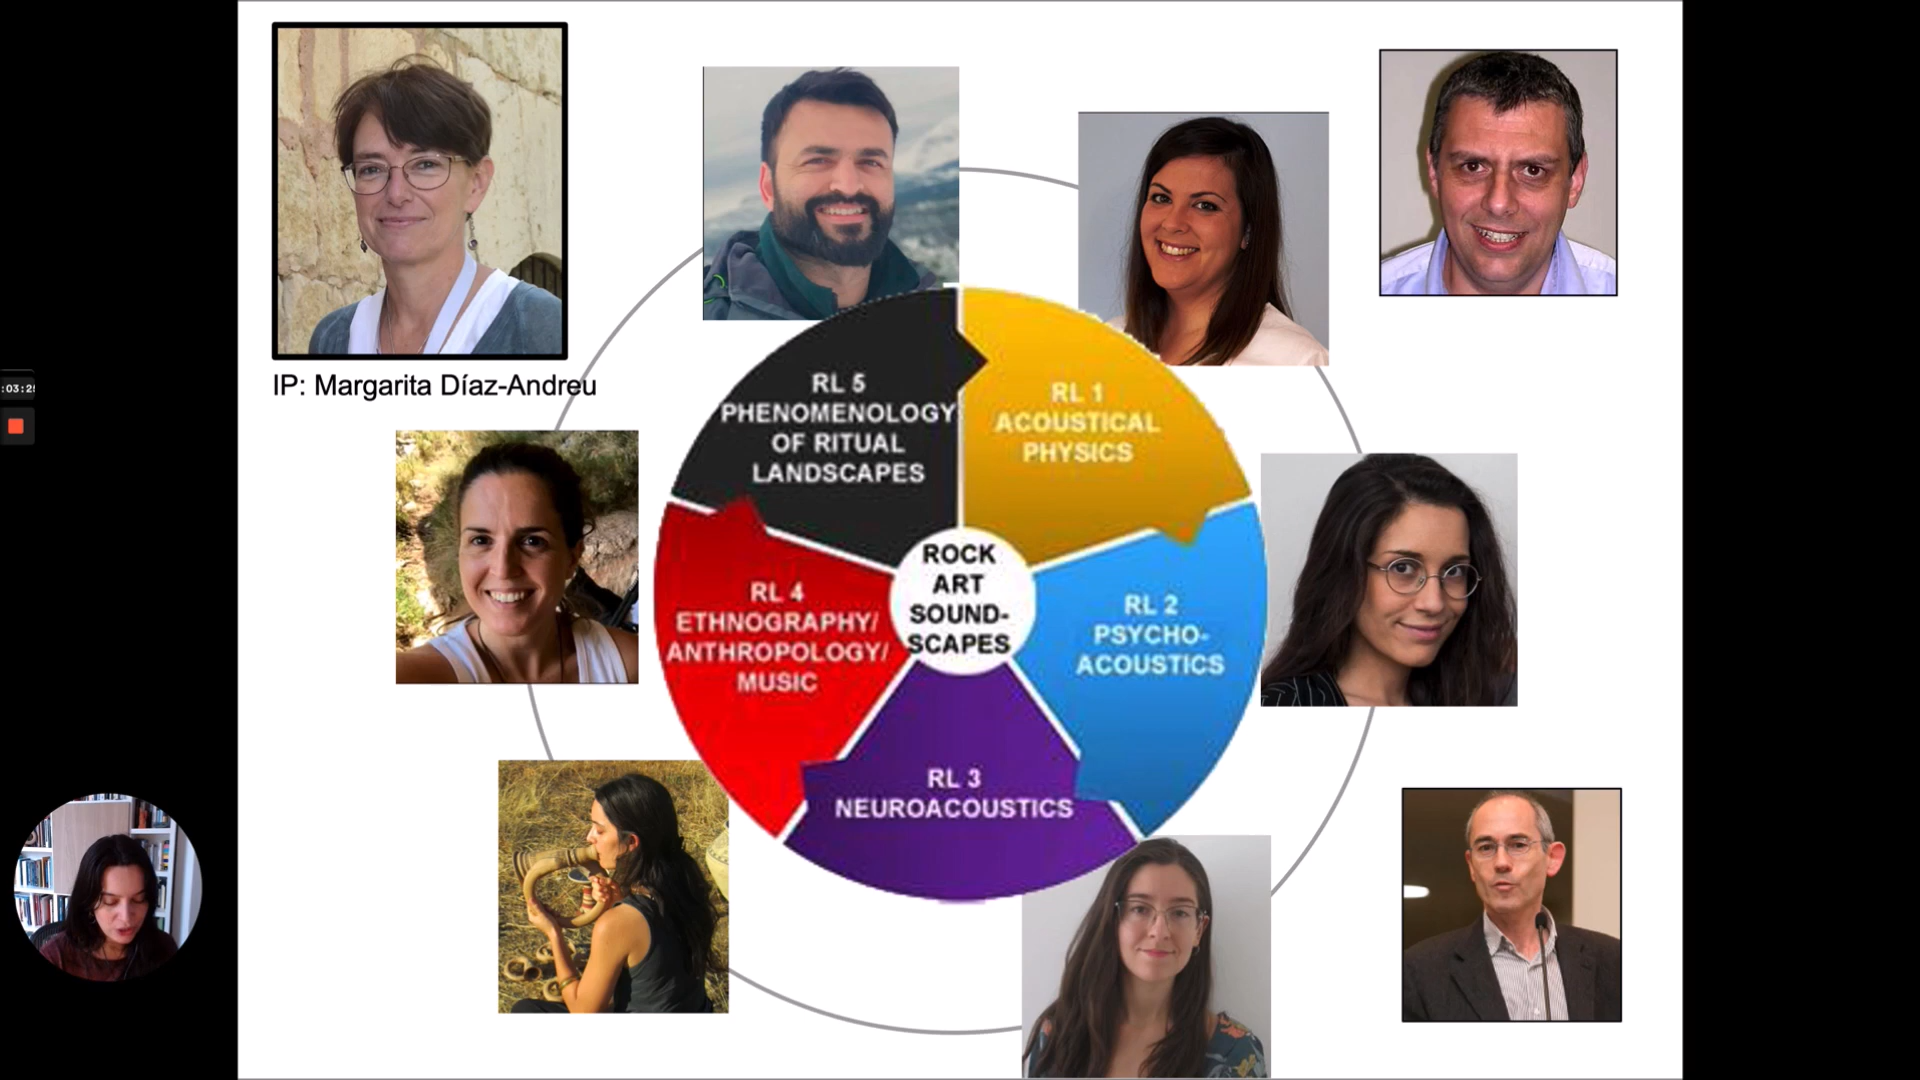 IP: Margarita Díaz-Andreu
RL 5
PHENOMENOLOGY
OF RITUAL
LANDSCAPES
RL 1
ACOUSTICAL
PHYSICS
RL 2
PSYCHO-
ACOUSTICS
RL 3
NEUROACOUSTICS
RL 4
ETHNOGRAPHY/
ANTHROPOLOGY/
MUSIC
ROCK
ART
SOUND-
SCAPES